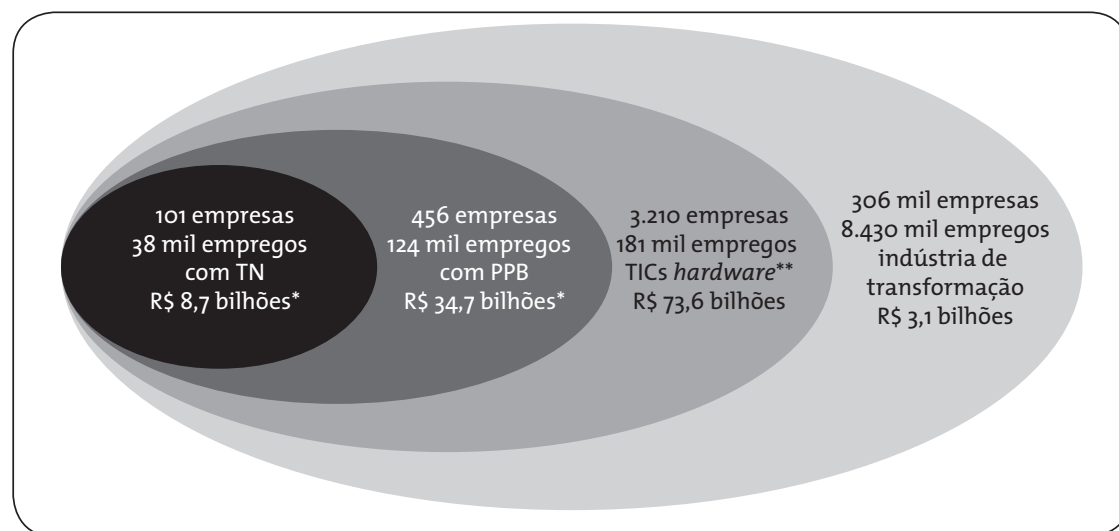 101 empresas
38 mil empregos
com TN
R$ 8,7 bilhões*
456 empresas
124 mil empregos
com PPB
R$ 34,7 bilhões*
3.210 empresas
181 mil empregos
TICs hardware**
R$ 73,6 bilhões
306 mil empresas
8.430 mil empregos
indústria de
transformação
R$ 3,1 bilhões